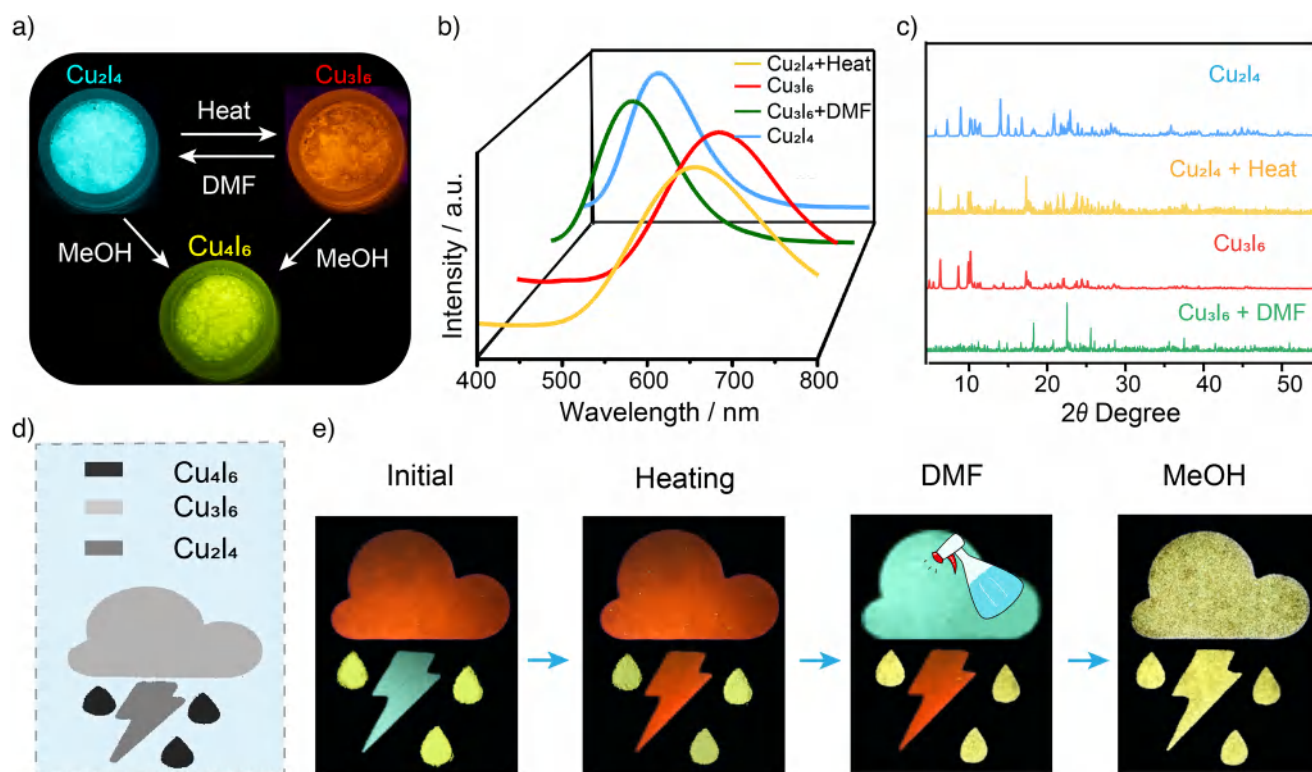 a)
Cu₂I₄
Cu₃I₆
Heat
DMF
MeOH
Cu₄I₆
MeOH
b)
Cu₂I₄+Heat
Cu₃I₆
Cu₃I₆+DMF
Cu₂I₄
Intensity / a.u.
400 500 600 700 800
Wavelength / nm
c)
Cu₂I₄
Cu₂I₄ + Heat
Cu₃I₆
Cu₃I₆ + DMF
10 20 30 40 50
2θ Degree
d)
Cu₄I₆
Cu₃I₆
Cu₂I₄
e)
Initial Heating DMF MeOH